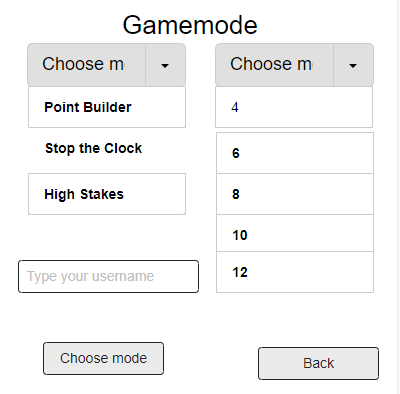 Gamemode
Choose m
Choose m
Point Builder
Stop the Clock
High Stakes
4
6
8
10
12
Type your username
Choose mode
Back